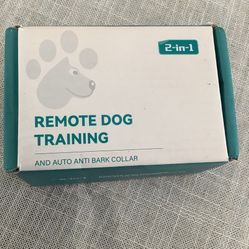 2-in-1
REMOTE DOG
TRAINING
AND AUTO ANTI BARK COLLAR